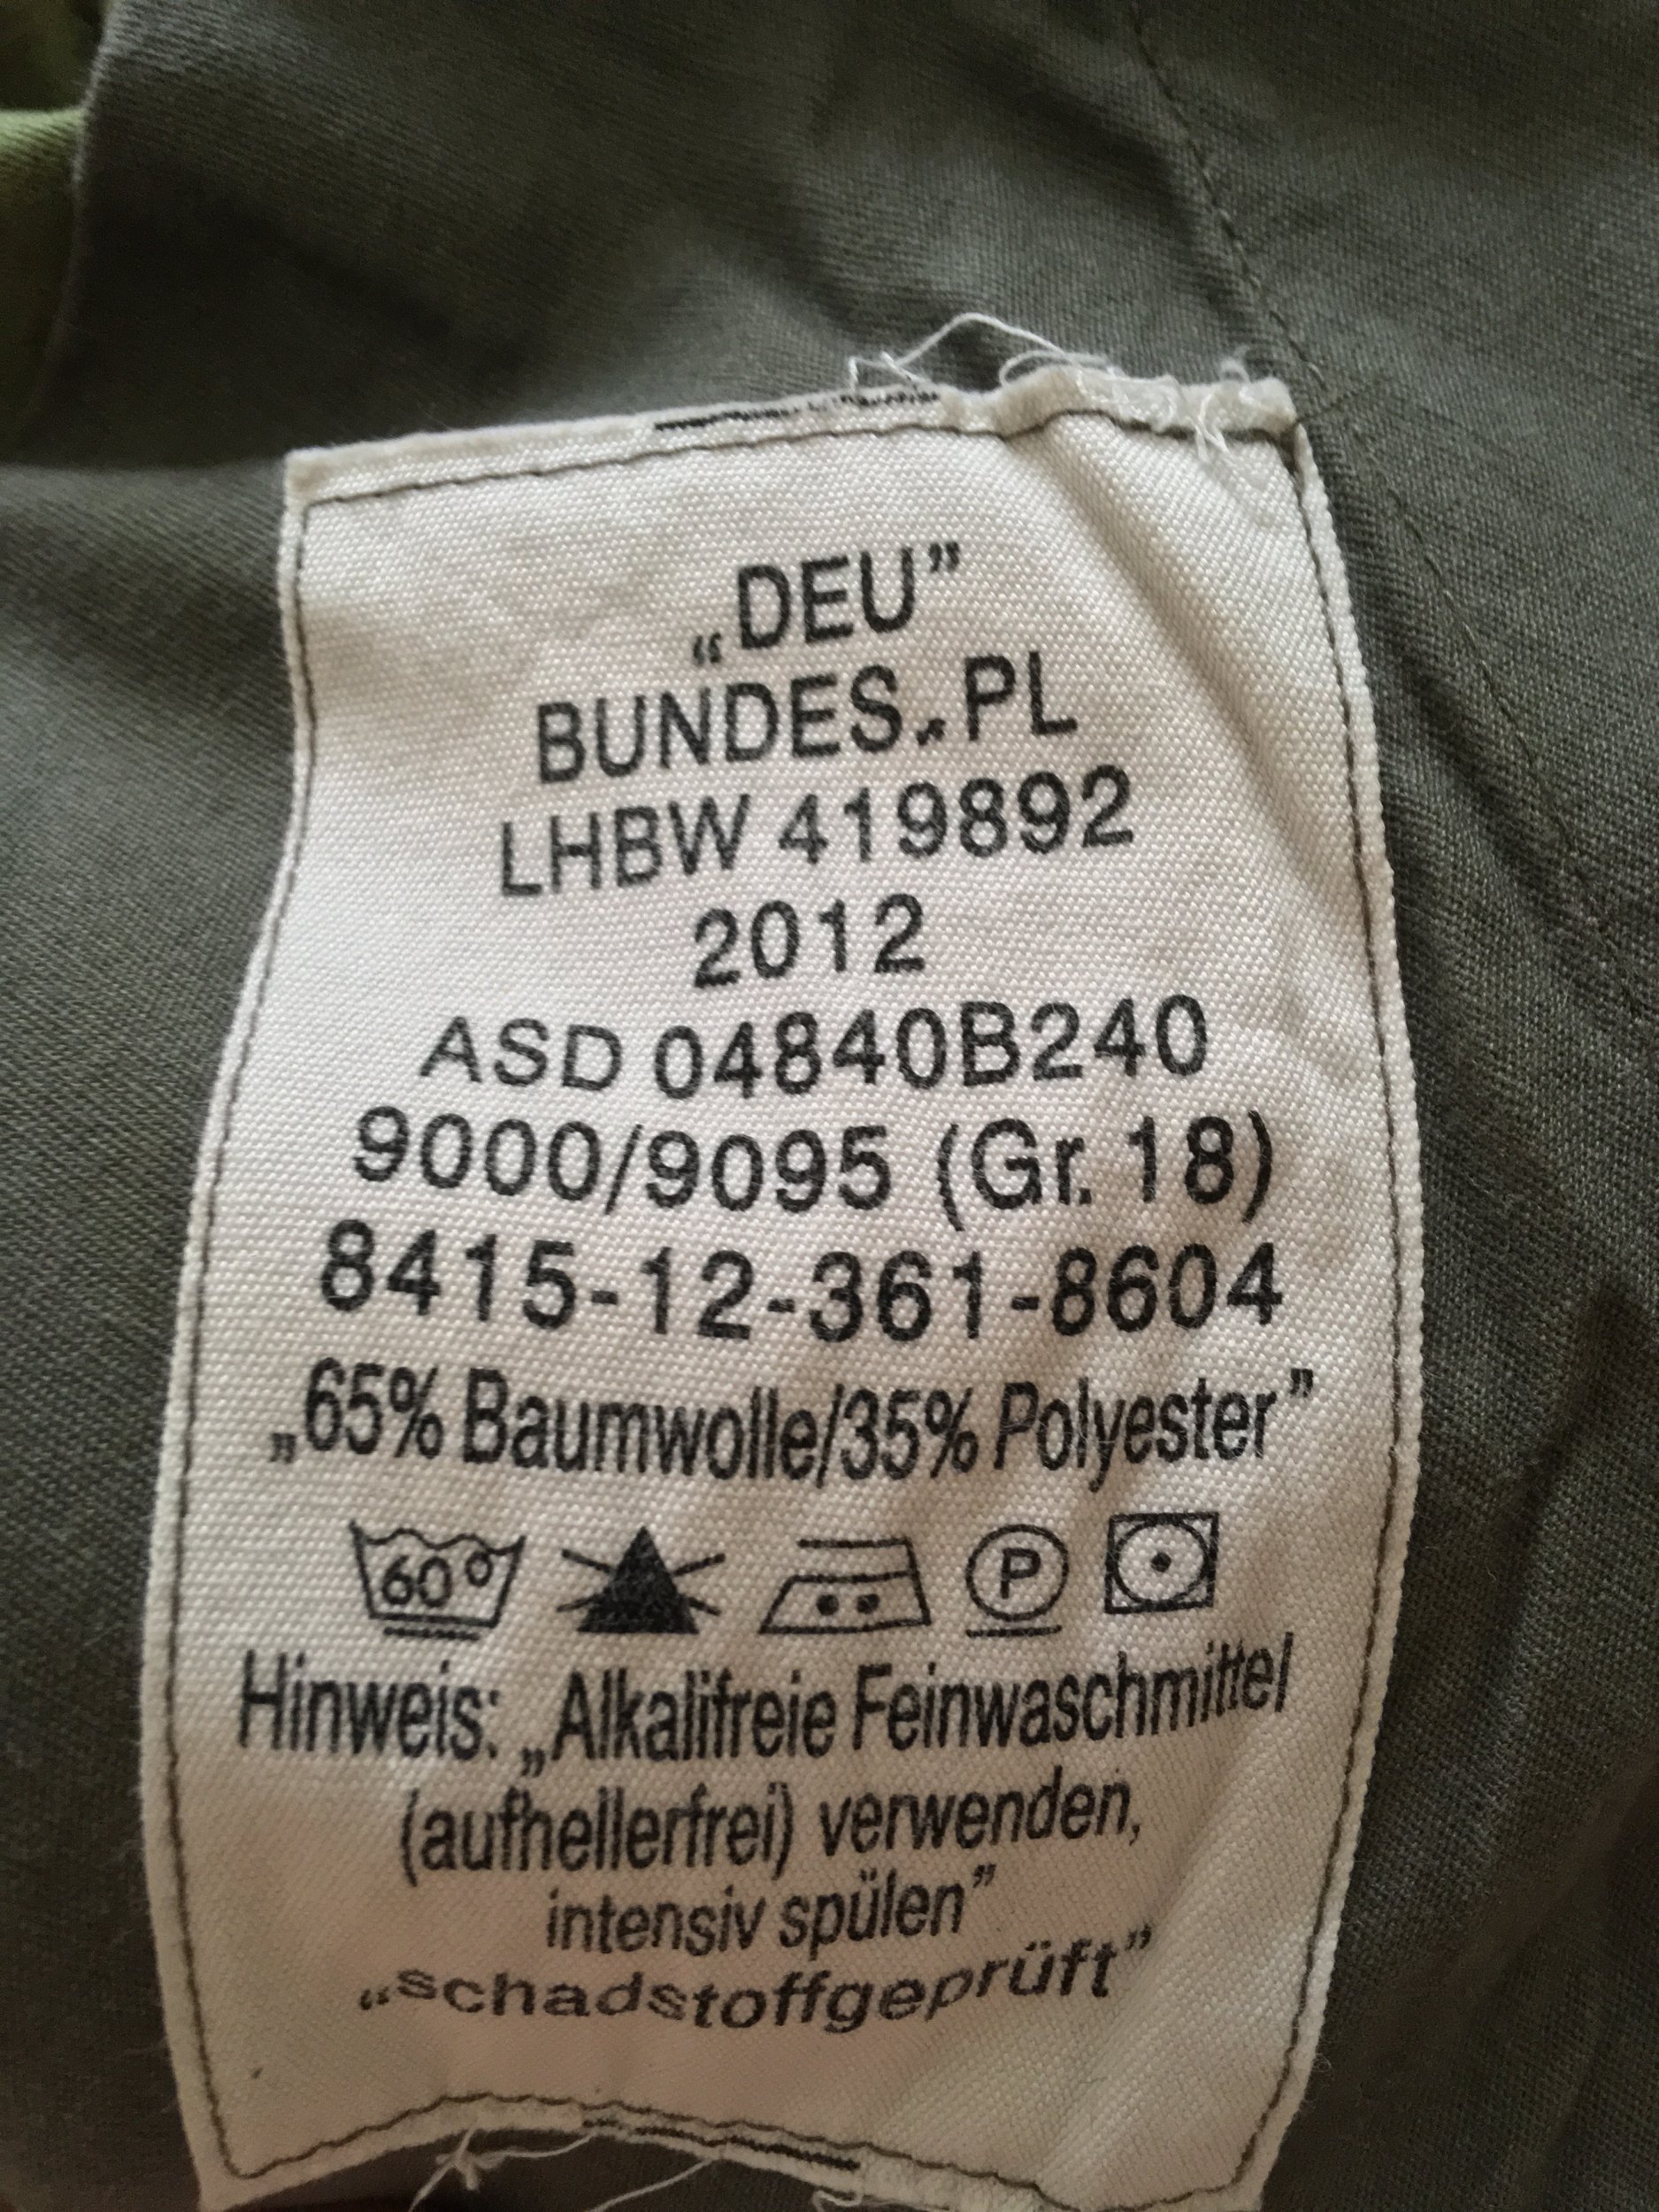 „DEU”
BUNDES. PL
LHBW 419892
2012
ASD 04840B240
9000/9095 (Gr. 18)
8415-12-361-8604
„65% Baumwolle/35% Polyester”
60° P
Hinweis: „Alkalifreie Feinwaschmittel
(aufhellerfrei) verwenden,
intensiv spülen”
“schadstoffgeprüft”